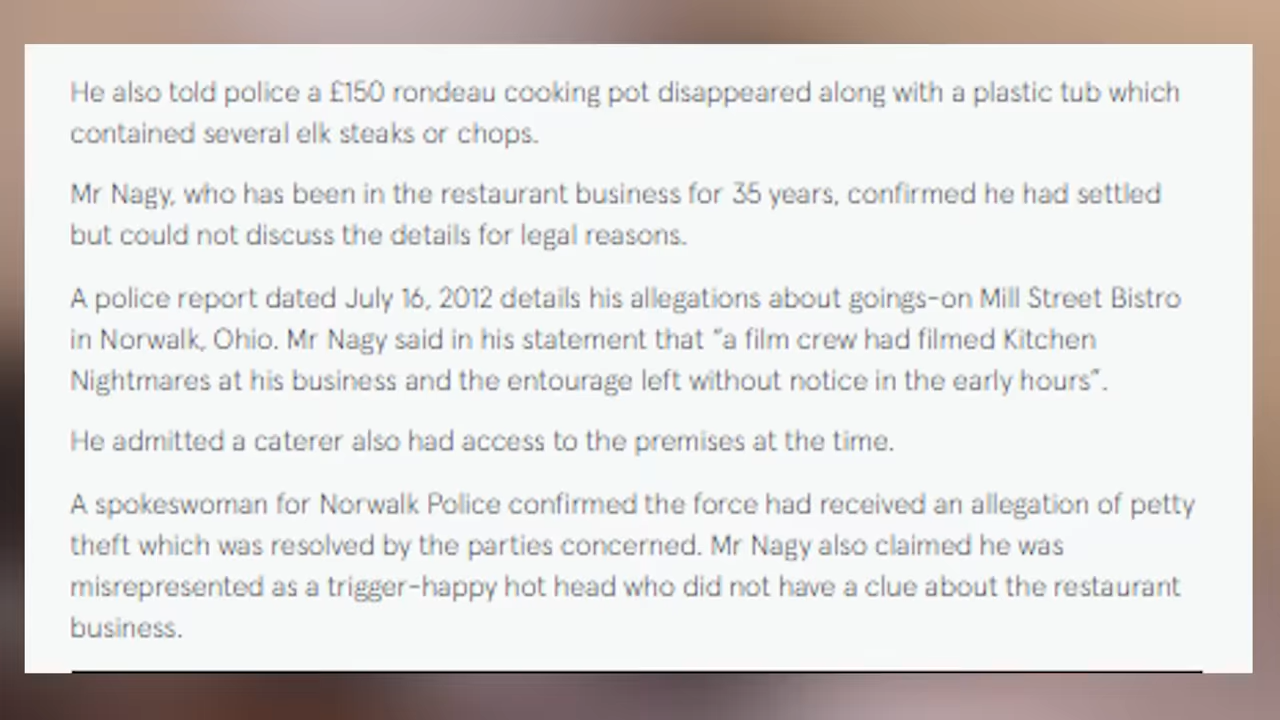 He also told police a £150 rondeau cooking pot disappeared along with a plastic tub which
contained several elk steaks or chops.
Mr Nagy, who has been in the restaurant business for 35 years, confirmed he had settled
but could not discuss the details for legal reasons.
A police report dated July 16, 2012 details his allegations about goings-on Mill Street Bistro
in Norwalk, Ohio. Mr Nagy said in his statement that “a film crew had filmed Kitchen
Nightmares at his business and the entourage left without notice in the early hours”.
He admitted a caterer also had access to the premises at the time.
A spokeswoman for Norwalk Police confirmed the force had received an allegation of petty
theft which was resolved by the parties concerned. Mr Nagy also claimed he was
misrepresented as a trigger-happy hot head who did not have a clue about the restaurant
business.